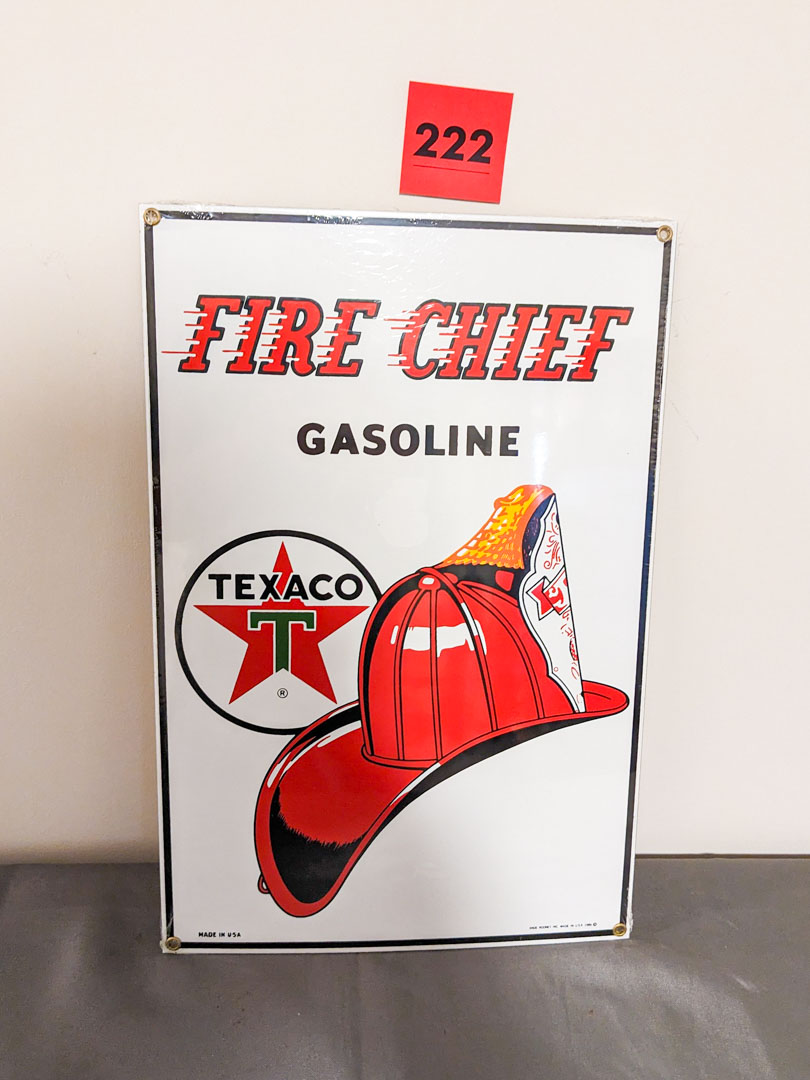 222
FIRE CHIEF
GASOLINE
TEXACO
T
®
MADE IN USA